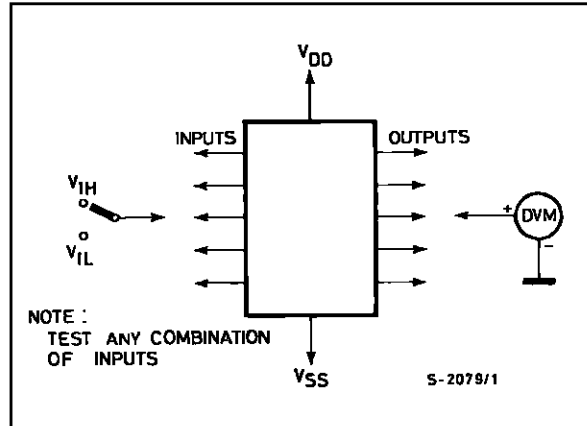 VDD
INPUTS
OUTPUTS
VIH
VIL
+
DVM
-
NOTE :
TEST ANY COMBINATION
OF INPUTS
VSS
S-2079/1